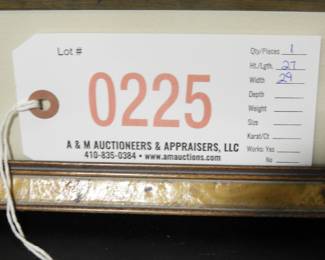 Lot #
0225
A & M AUCTIONEERS & APPRAISERS, LLC
410-835-0384 • www.amauctions.com
Qty/Pieces 1
Ht./Lgth. 27
Width 29
Depth
Weight
Size
Karat/Ct
Works: Yes
No